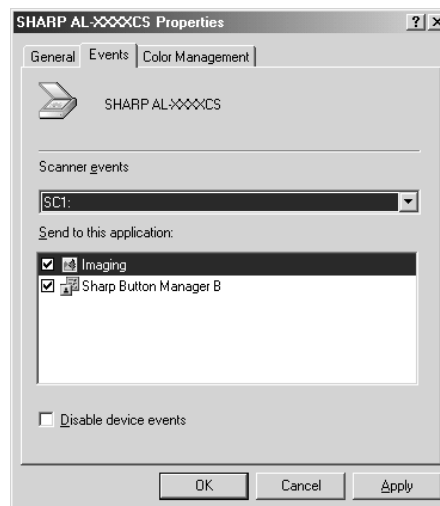 SHARP AL-XXXXCS Properties
General Events Color Management
SHARP AL-XXXXCS
Scanner events
SC1:
Send to this application:
Imaging
Sharp Button Manager B
Disable device events
OK Cancel Apply